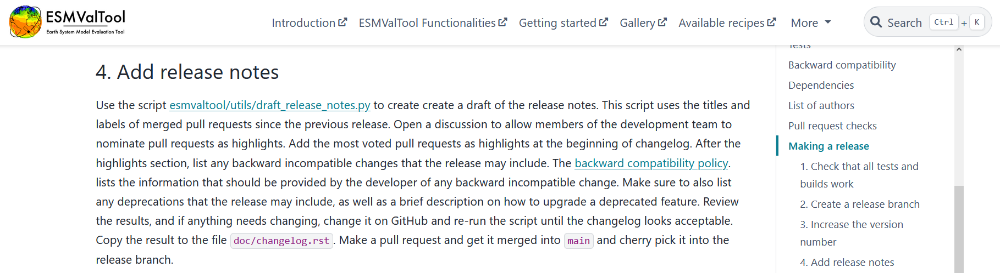 ESMValTool
Earth System Model Evaluation Tool
Introduction ESMValTool Functionalities Getting started Gallery Available recipes More
Search Ctrl + K
4. Add release notes
Use the script esmvaltool/utils/draft_release_notes.py to create create a draft of the release notes. This script uses the titles and
labels of merged pull requests since the previous release. Open a discussion to allow members of the development team to
nominate pull requests as highlights. Add the most voted pull requests as highlights at the beginning of changelog. After the
highlights section, list any backward incompatible changes that the release may include. The backward compatibility policy.
lists the information that should be provided by the developer of any backward incompatible change. Make sure to also list
any deprecations that the release may include, as well as a brief description on how to upgrade a deprecated feature. Review
the results, and if anything needs changing, change it on GitHub and re-run the script until the changelog looks acceptable.
Copy the result to the file doc/changelog.rst. Make a pull request and get it merged into main and cherry pick it into the
release branch.
Tests
Backward compatibility
Dependencies
List of authors
Pull request checks
Making a release
1. Check that all tests and
builds work
2. Create a release branch
3. Increase the version
number
4. Add release notes